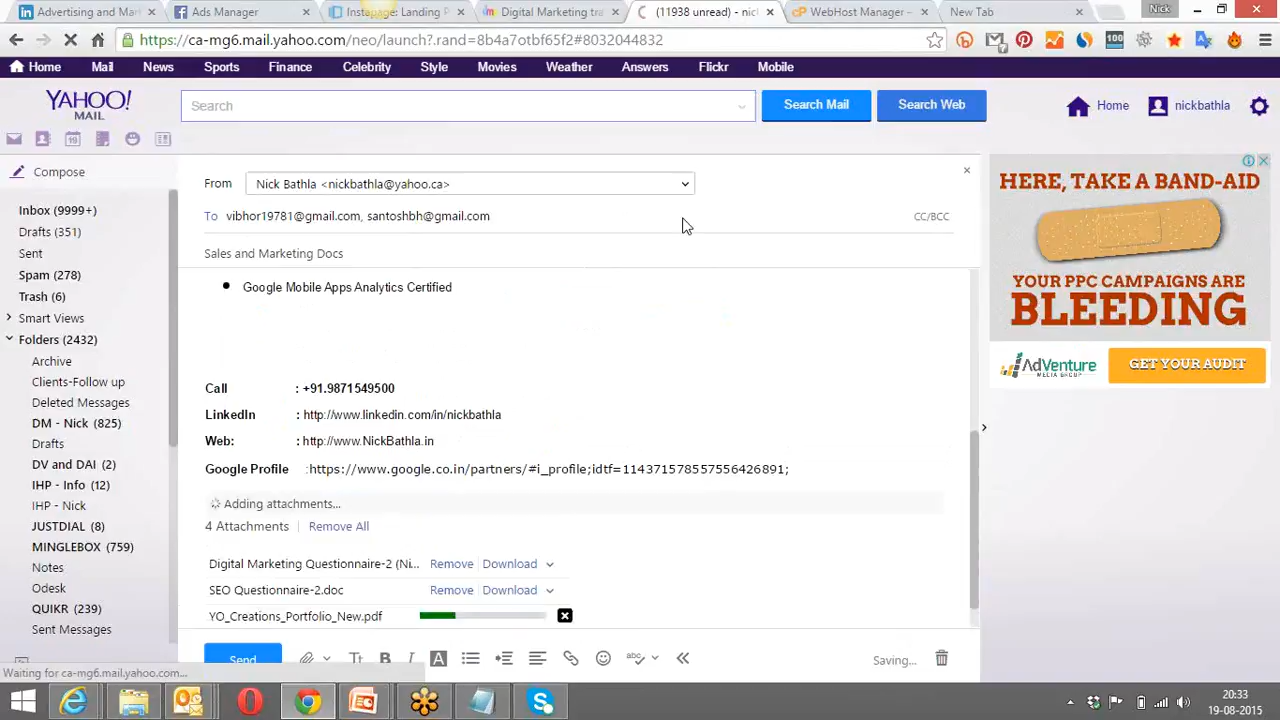 Advertising and Mar
Ads Manager
Instapage: Landing P
Digital Marketing tra
(11938 unread) - nick
WebHost Manager –
New Tab
Nick
https://ca-mg6.mail.yahoo.com/neo/launch?.rand=8b4a7otbf65f2#8032044832
Home Mail News Sports Finance Celebrity Style Movies Weather Answers Flickr Mobile
YAHOO!
MAIL
Search
Search Mail
Search Web
Home
nickbathla
Compose
Inbox (9999+)
Drafts (351)
Sent
Spam (278)
Trash (6)
Smart Views
Folders (2432)
Archive
Clients-Follow up
Deleted Messages
DM - Nick (825)
Drafts
DV and DAI (2)
IHP - Info (12)
IHP - Nick
JUSTDIAL (8)
MINGLEBOX (759)
Notes
Odesk
QUIKR (239)
Sent Messages
From Nick Bathla <nickbathla@yahoo.ca>
To vibhor19781@gmail.com, santoshbh@gmail.com CC/BCC
Sales and Marketing Docs
Google Mobile Apps Analytics Certified
Call : +91.9871549500
LinkedIn : http://www.linkedin.com/in/nickbathla
Web: : http://www.NickBathla.in
Google Profile :https://www.google.co.in/partners/#i_profile;idtf=114371578557556426891;
Adding attachments...
4 Attachments Remove All
Digital Marketing Questionnaire-2 (Ni... Remove Download
SEO Questionnaire-2.doc Remove Download
YO_Creations_Portfolio_New.pdf
Send
Saving...
HERE, TAKE A BAND-AID
YOUR PPC CAMPAIGNS ARE
BLEEDING
AdVenture
MEDIA GROUP
GET YOUR AUDIT
Waiting for ca-mg6.mail.yahoo.com...
20:33
19-08-2015